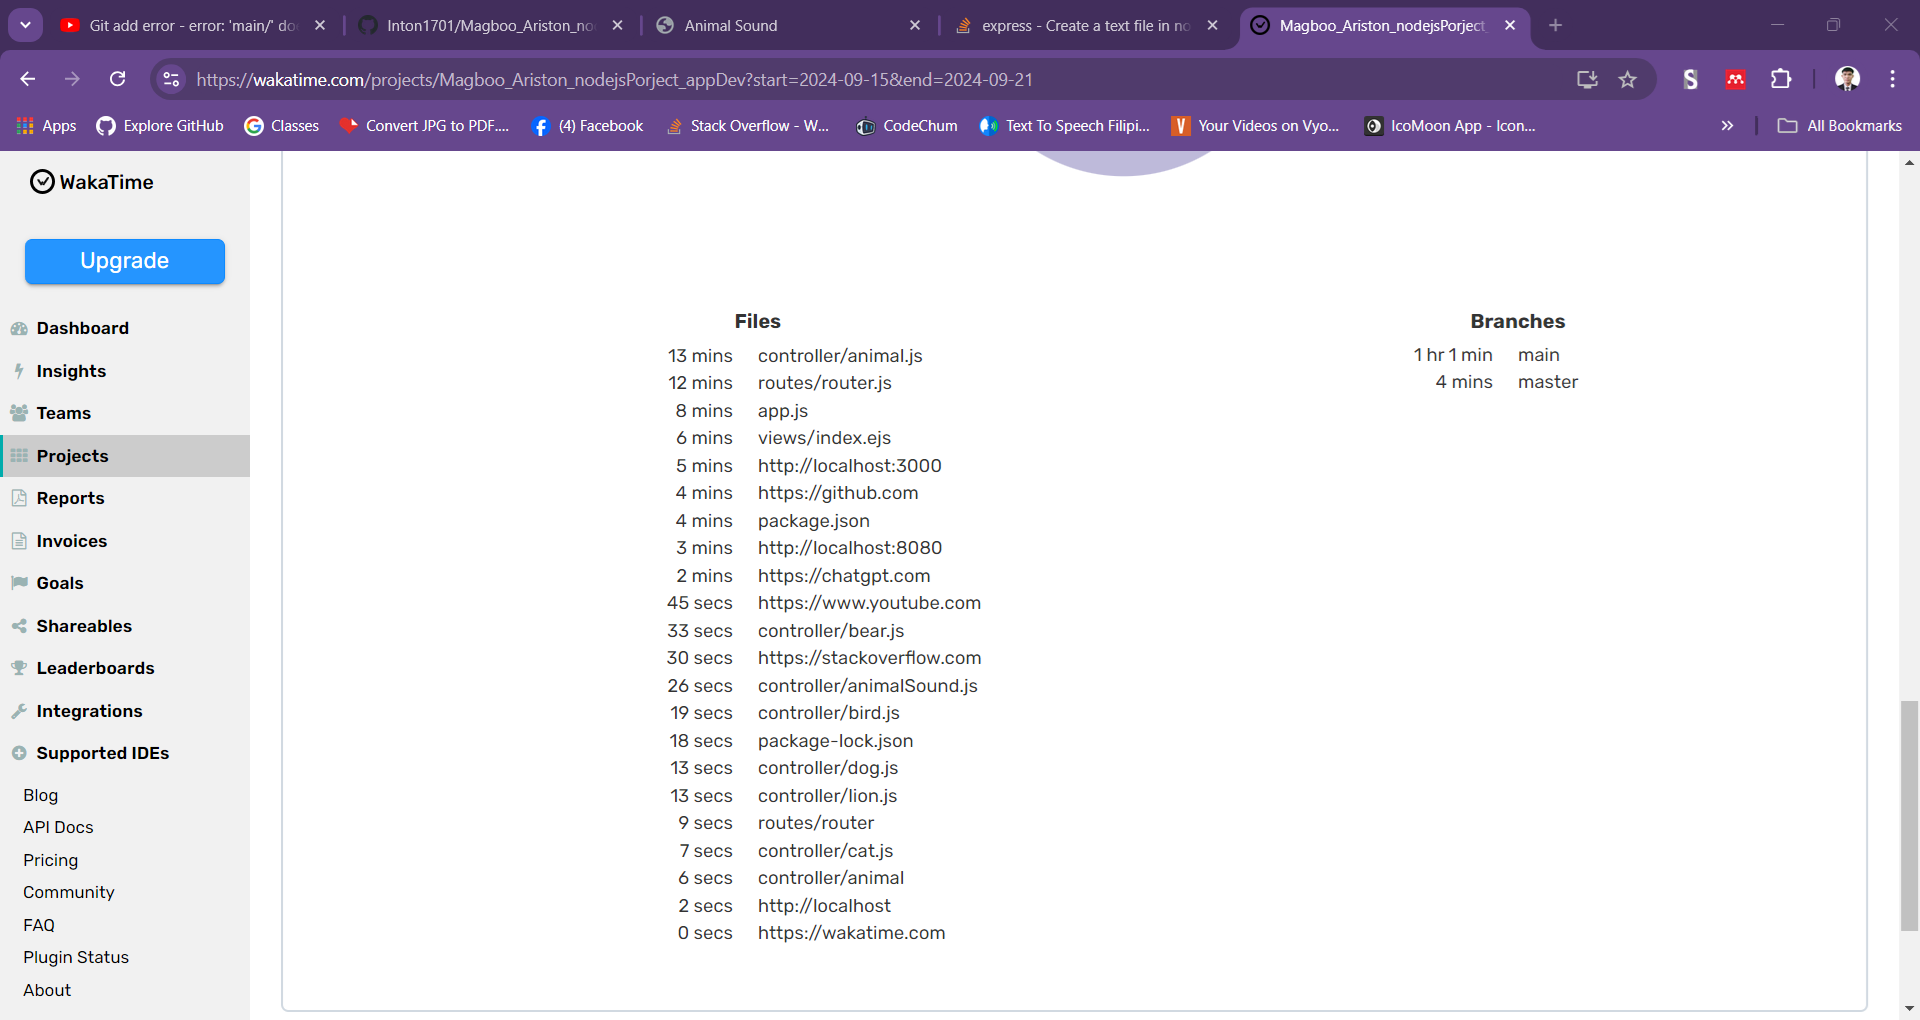 Git add error - error: 'main/' do
Inton1701/Magboo_Ariston_no
Animal Sound
express - Create a text file in no
Magboo_Ariston_nodejsPorject_
https://wakatime.com/projects/Magboo_Ariston_nodejsPorject_appDev?start=2024-09-15&end=2024-09-21
Apps
Explore GitHub
Classes
Convert JPG to PDF....
(4) Facebook
Stack Overflow - W...
CodeChum
Text To Speech Filipi...
Your Videos on Vyo...
IcoMoon App - Icon...
All Bookmarks
WakaTime
Upgrade
Dashboard
Insights
Teams
Projects
Reports
Invoices
Goals
Shareables
Leaderboards
Integrations
Supported IDEs
Blog
API Docs
Pricing
Community
FAQ
Plugin Status
About
Files
13 mins controller/animal.js
12 mins routes/router.js
8 mins app.js
6 mins views/index.ejs
5 mins http://localhost:3000
4 mins https://github.com
4 mins package.json
3 mins http://localhost:8080
2 mins https://chatgpt.com
45 secs https://www.youtube.com
33 secs controller/bear.js
30 secs https://stackoverflow.com
26 secs controller/animalSound.js
19 secs controller/bird.js
18 secs package-lock.json
13 secs controller/dog.js
13 secs controller/lion.js
9 secs routes/router
7 secs controller/cat.js
6 secs controller/animal
2 secs http://localhost
0 secs https://wakatime.com
Branches
1 hr 1 min main
4 mins master